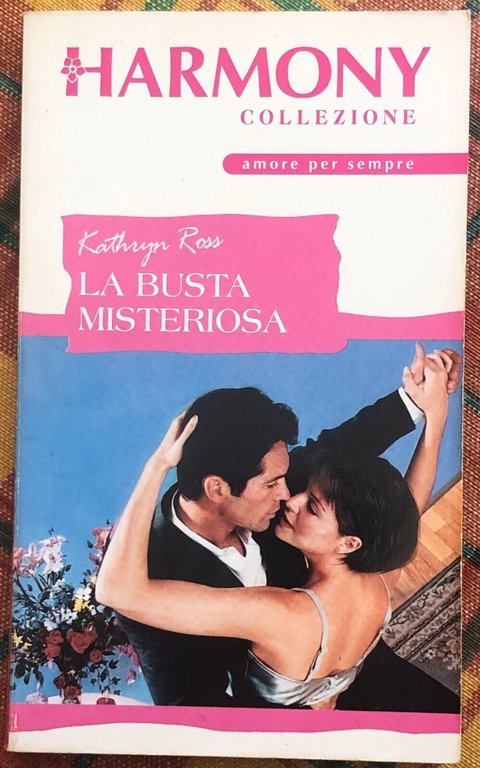 HARMONY
COLLEZIONE
amore per sempre
Kathryn Ross
LA BUSTA
MISTERIOSA